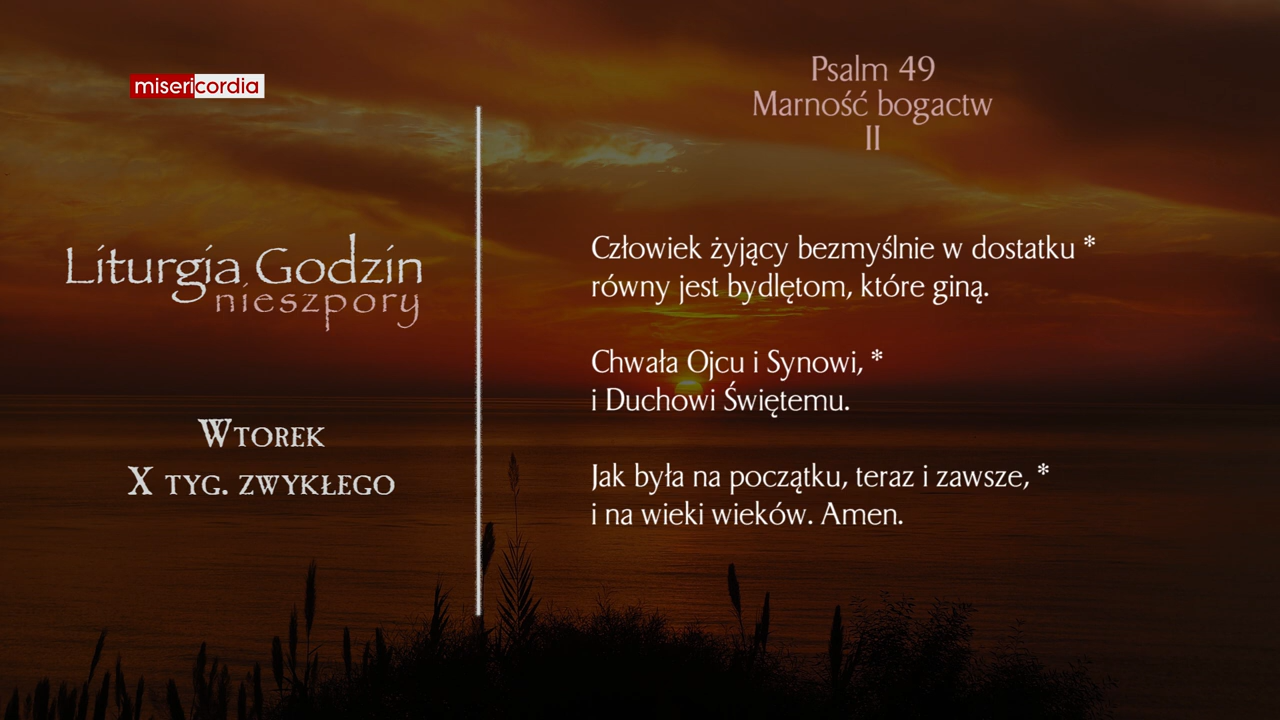 misericordia
Liturgia Godzin
nieszpory
Wtorek
X tyg. zwykłego
Psalm 49
Marność bogactw
II
Człowiek żyjący bezmyślnie w dostatku *
równy jest bydlętom, które giną.
Chwała Ojcu i Synowi, *
i Duchowi Świętemu.
Jak była na początku, teraz i zawsze, *
i na wieki wieków. Amen.